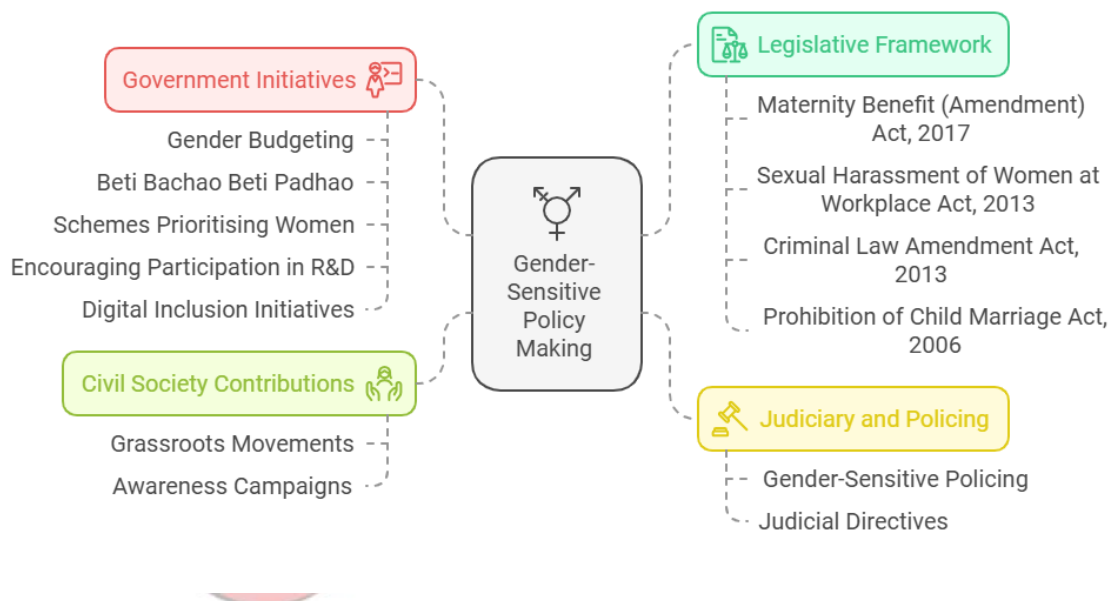 Government Initiatives
Gender Budgeting
Beti Bachao Beti Padhao
Schemes Prioritising Women
Encouraging Participation in R&D
Digital Inclusion Initiatives
Civil Society Contributions
Grassroots Movements
Awareness Campaigns
Gender-
Sensitive
Policy
Making
Legislative Framework
Maternity Benefit (Amendment)
Act, 2017
Sexual Harassment of Women at
Workplace Act, 2013
Criminal Law Amendment Act,
2013
Prohibition of Child Marriage Act,
2006
Judiciary and Policing
Gender-Sensitive Policing
Judicial Directives